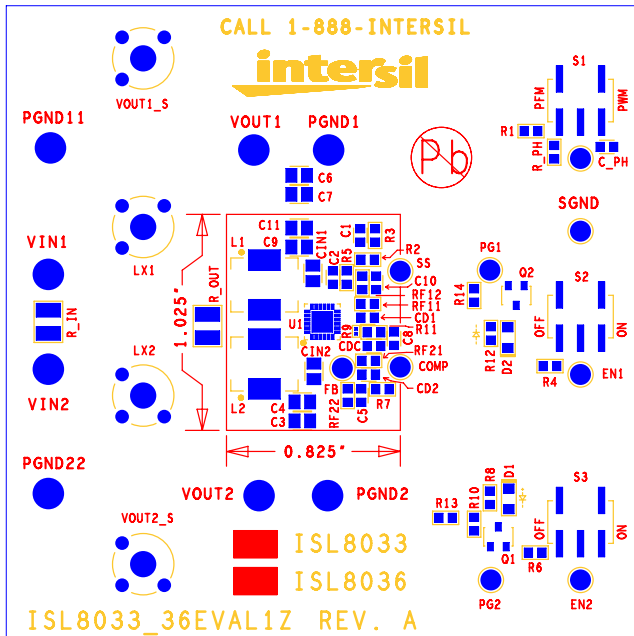 CALL 1-888-INTERSIL
intersil
S1
VOUT1_S
PFM
PWM
PGND11
VOUT1
PGND1
Pb
R1
R_PH
C_PH
C6
C7
SGND
C11
C1
R3
L1
C9
CIN1
R5
R2
VIN1
LX1
R_OUT
C2
SS
PG1
Q2
S2
C10
RF12
R14
R_IN
1.025"
U1
RF11
CD1
OFF
ON
R9
R11
CDC
C8
R12
D2
LX2
CIN2
RF21
COMP
R4
EN1
VIN2
L2
C4
C3
FB
RF22
C5
R7
CD2
0.825"
PGND22
VOUT2
PGND2
R8
D1
S3
R13
R10
VOUT2_S
OFF
ON
ISL8033
Q1
R6
ISL8036
PG2
EN2
ISL8033_36EVAL1Z REV. A